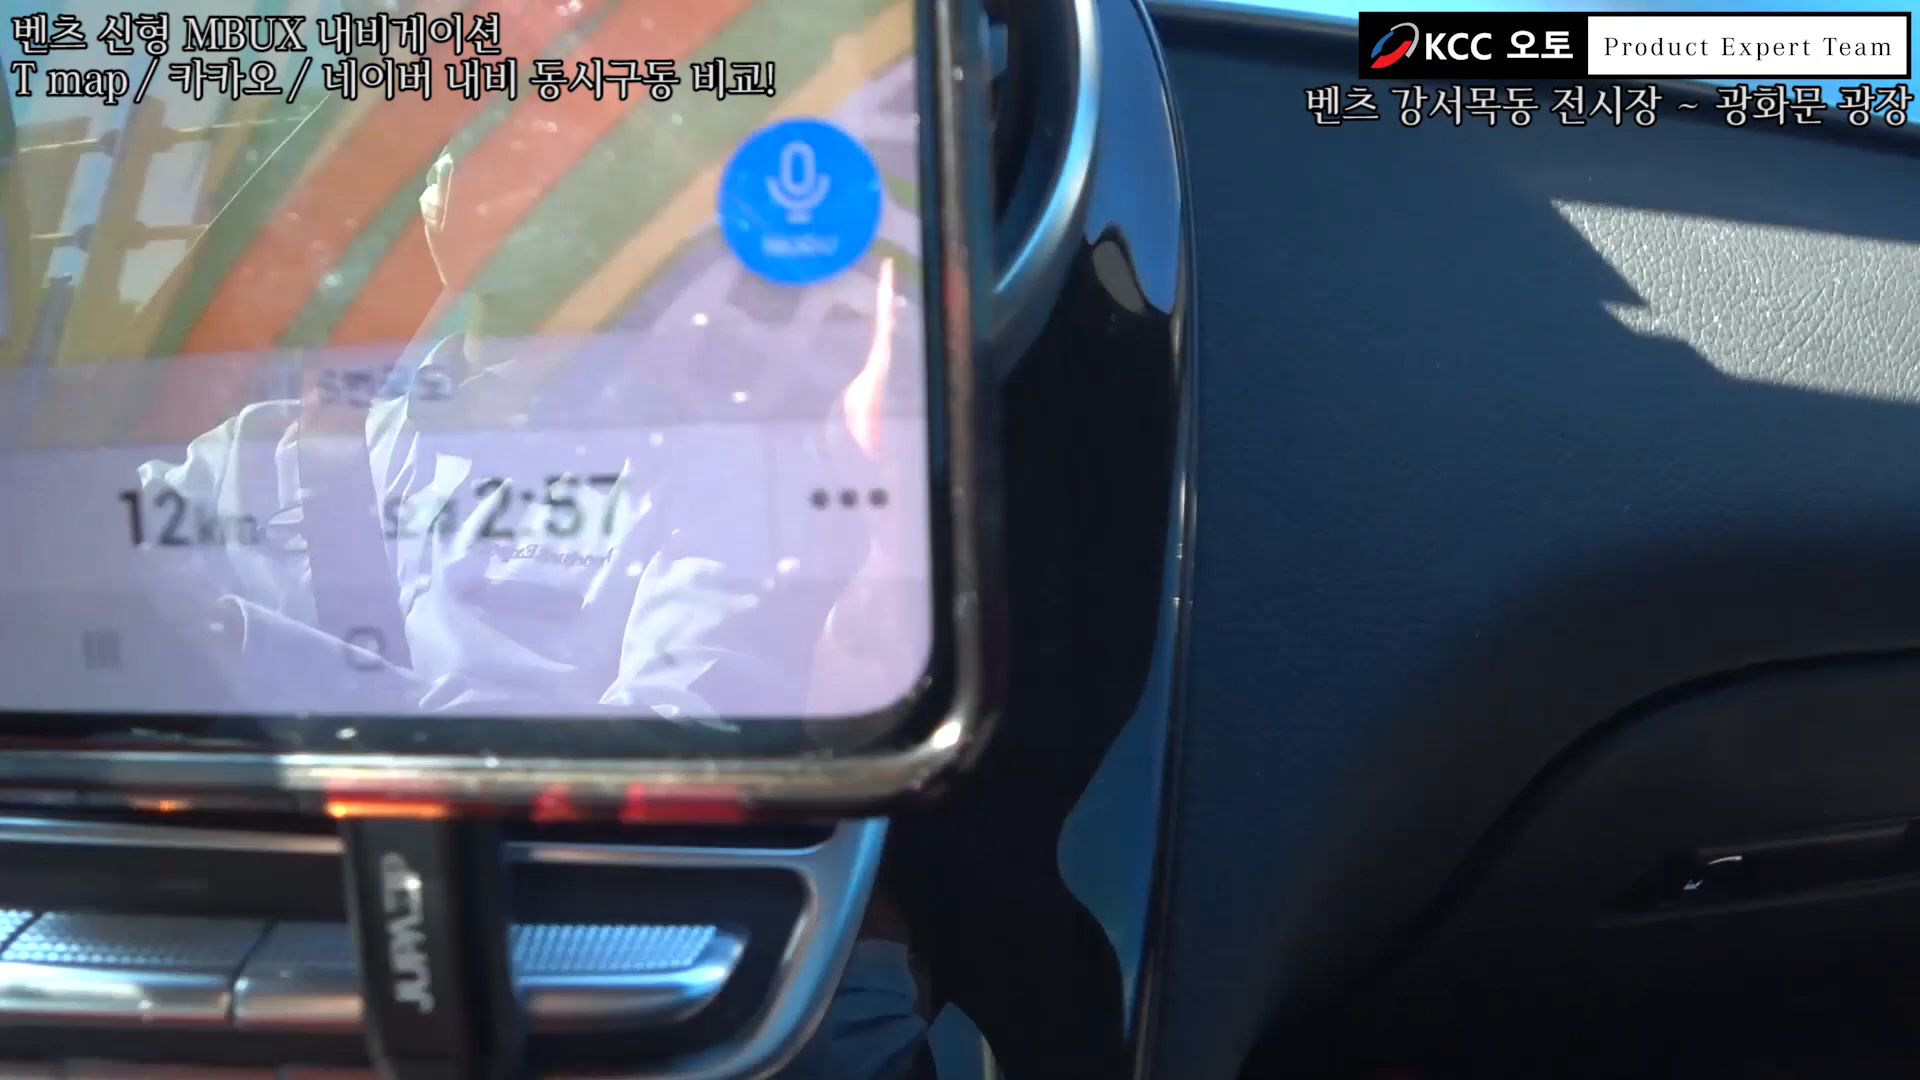 벤츠 신형 MBUX 내비게이션
T map / 카카오 / 네이버 내비 동시구동 비교!
KCC 오토
Product Expert Team
벤츠 강서목동 전시장 ~ 광화문 광장
12km
2:57